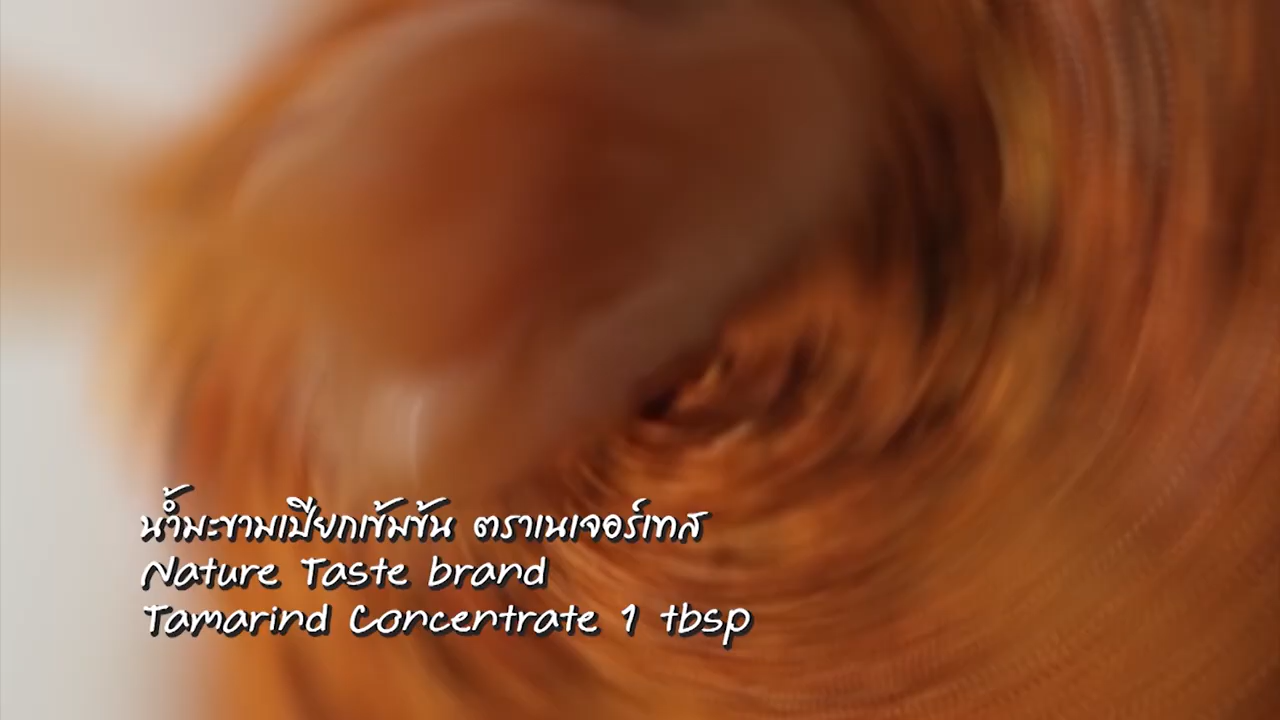 น้ำมะขามเปียกเข้มข้น ตราเนเจอร์เทส
Nature Taste brand
Tamarind Concentrate 1 tbsp